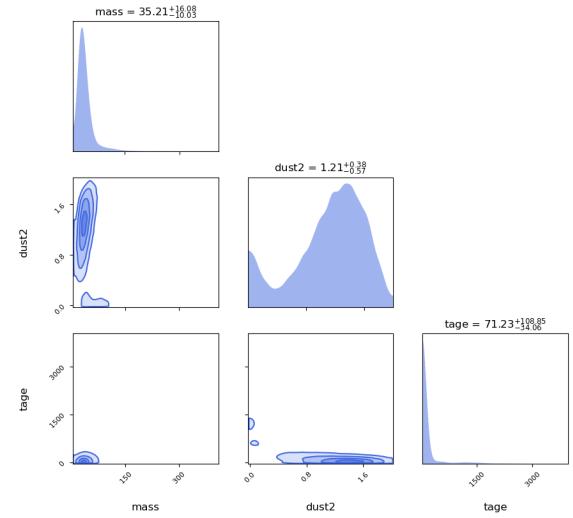 mass = 35.21+16.08−10.03
dust2 = 1.21+0.38−0.57
1.6
0.8
0.0
dust2
tage = 71.23+108.85−34.06
3000
1500
0
tage
150
300
0.0
0.8
1.6
1500
3000
mass
dust2
tage